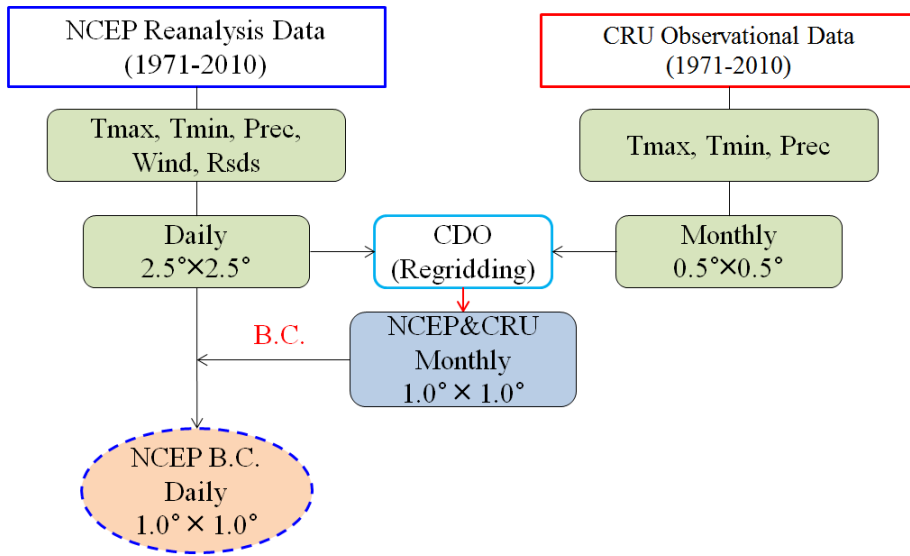 NCEP Reanalysis Data
(1971-2010)
CRU Observational Data
(1971-2010)
Tmax, Tmin, Prec,
Wind, Rsds
Tmax, Tmin, Prec
Daily
2.5°×2.5°
CDO
(Regridding)
Monthly
0.5°×0.5°
B.C.
NCEP&CRU
Monthly
1.0°× 1.0°
NCEP B.C.
Daily
1.0°× 1.0°